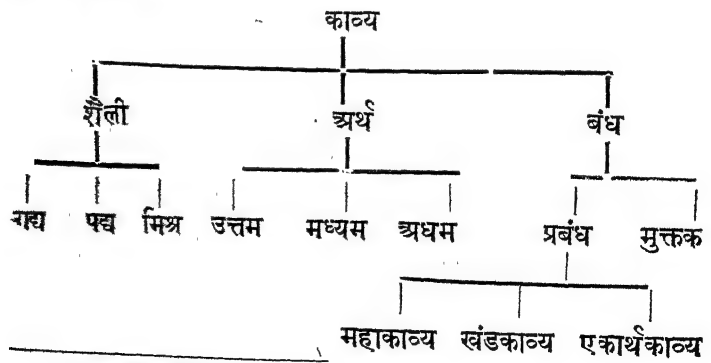 काव्य
शैली अर्थ बंध
गद्य पद्य मिश्र उत्तम मध्यम अधम प्रबंध मुक्तक
महाकाव्य खंडकाव्य एकार्थकाव्य